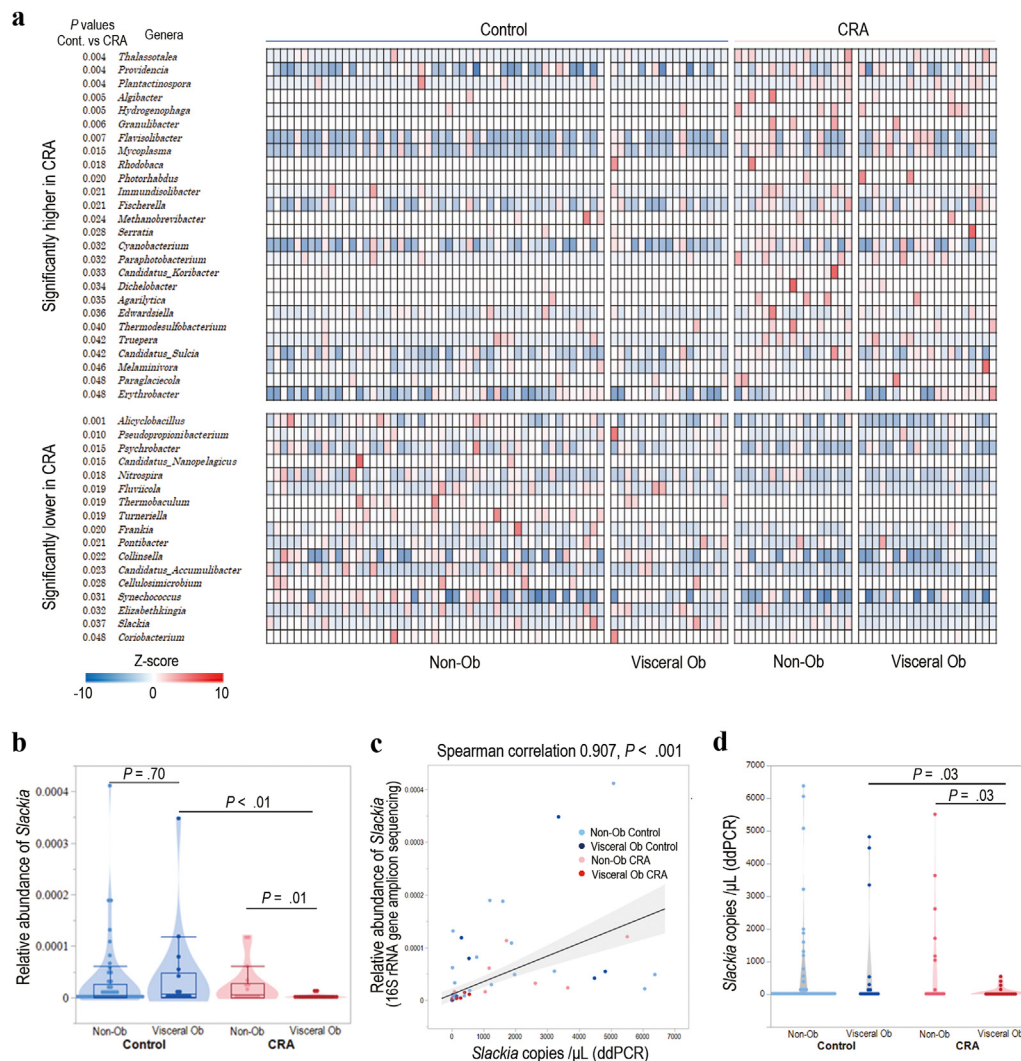 a
P values
Cont. vs CRA
Genera
Control
CRA
Significantly higher in CRA
0.004 Thalassotalea
0.004 Providencia
0.004 Plantactinospora
0.005 Algibacter
0.005 Hydrogenophaga
0.006 Granulibacter
0.007 Flavisolibacter
0.015 Mycoplasma
0.018 Rhodobaca
0.020 Photorhabdus
0.021 Immundisolibacter
0.021 Fischerella
0.024 Methanobrevibacter
0.028 Serratia
0.032 Cyanobacterium
0.032 Paraphotobacterium
0.033 Candidatus_Koribacter
0.034 Dichelobacter
0.035 Agarilytica
0.036 Edwardsiella
0.040 Thermodesulfobacterium
0.042 Truepera
0.042 Candidatus_Sulcia
0.046 Melaminivora
0.048 Paraglaciecola
0.048 Erythrobacter
Significantly lower in CRA
0.001 Alicyclobacillus
0.010 Pseudopropionibacterium
0.015 Psychrobacter
0.015 Candidatus_Nanopelagicus
0.018 Nitrospira
0.019 Fluviicola
0.019 Thermobaculum
0.019 Turneriella
0.020 Frankia
0.021 Pontibacter
0.022 Collinsella
0.023 Candidatus_Accumulibacter
0.028 Cellulosimicrobium
0.031 Synechococcus
0.032 Elizabethkingia
0.037 Slackia
0.048 Coriobacterium
Non-Ob Visceral Ob Non-Ob Visceral Ob
Z-score
-10 0 10
b
Relative abundance of Slackia
0.0004
0.0003
0.0002
0.0001
0
P = .70
P < .01
P = .01
Non-Ob Visceral Ob Non-Ob Visceral Ob
Control CRA
c
Spearman correlation 0.907, P < .001
Relative abundance of Slackia
(16S rRNA gene amplicon sequencing)
0.0004
0.0003
0.0002
0.0001
0
Non-Ob Control
Visceral Ob Control
Non-Ob CRA
Visceral Ob CRA
0 1000 2000 3000 4000 5000 6000 7000
Slackia copies /µL (ddPCR)
d
Slackia copies /µL (ddPCR)
7000
6000
5000
4000
3000
2000
1000
0
P = .03
P = .03
Non-Ob Visceral Ob Non-Ob Visceral Ob
Control CRA